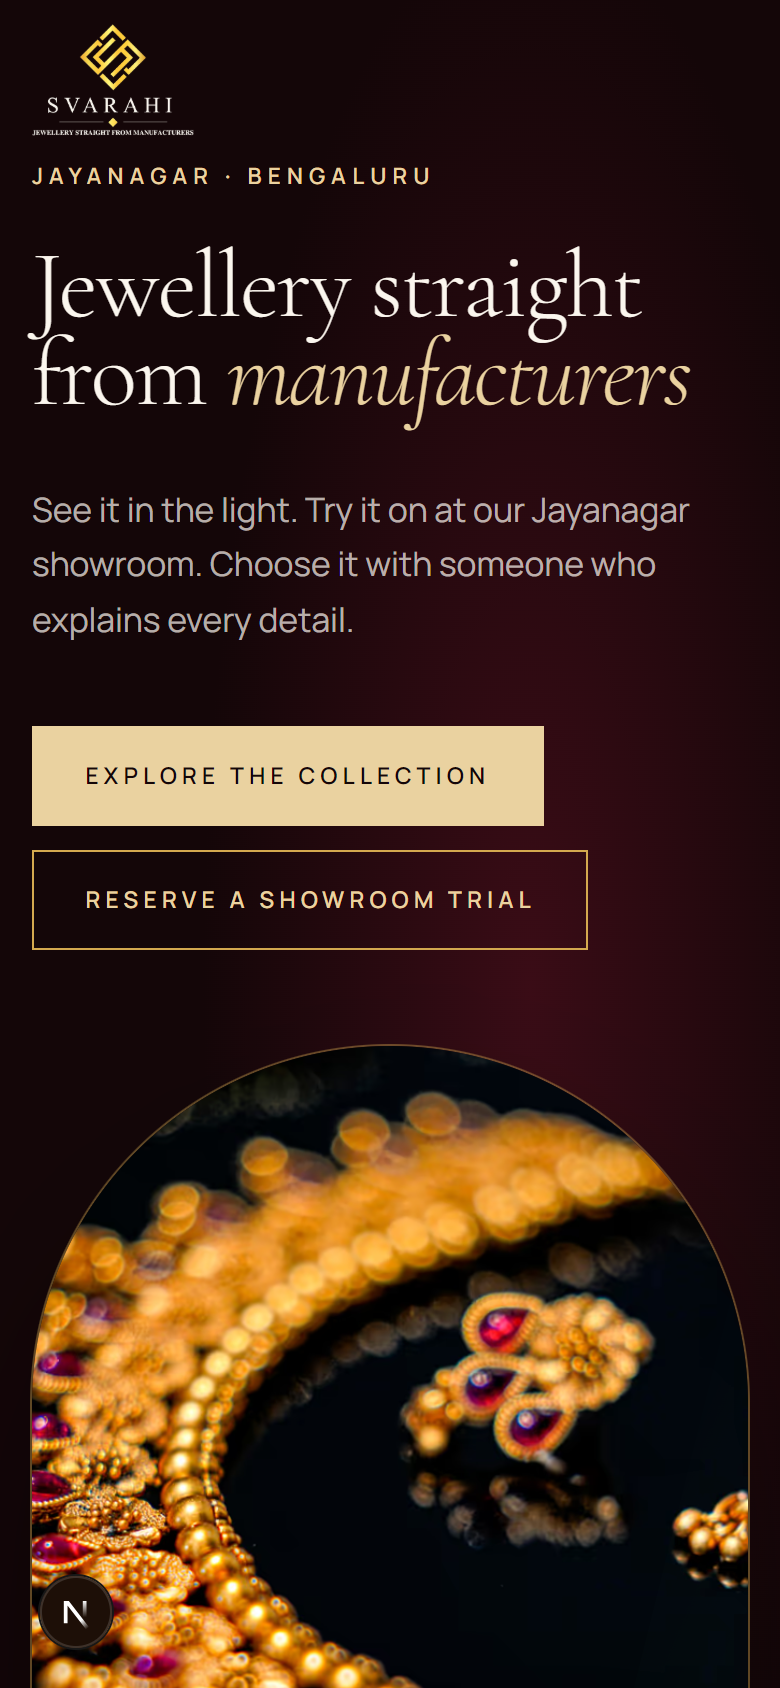 SVARAHI
JEWELLERY STRAIGHT FROM MANUFACTURERS
JAYANAGAR · BENGALURU
Jewellery straight
from manufacturers
See it in the light. Try it on at our Jayanagar
showroom. Choose it with someone who
explains every detail.
EXPLORE THE COLLECTION
RESERVE A SHOWROOM TRIAL
N